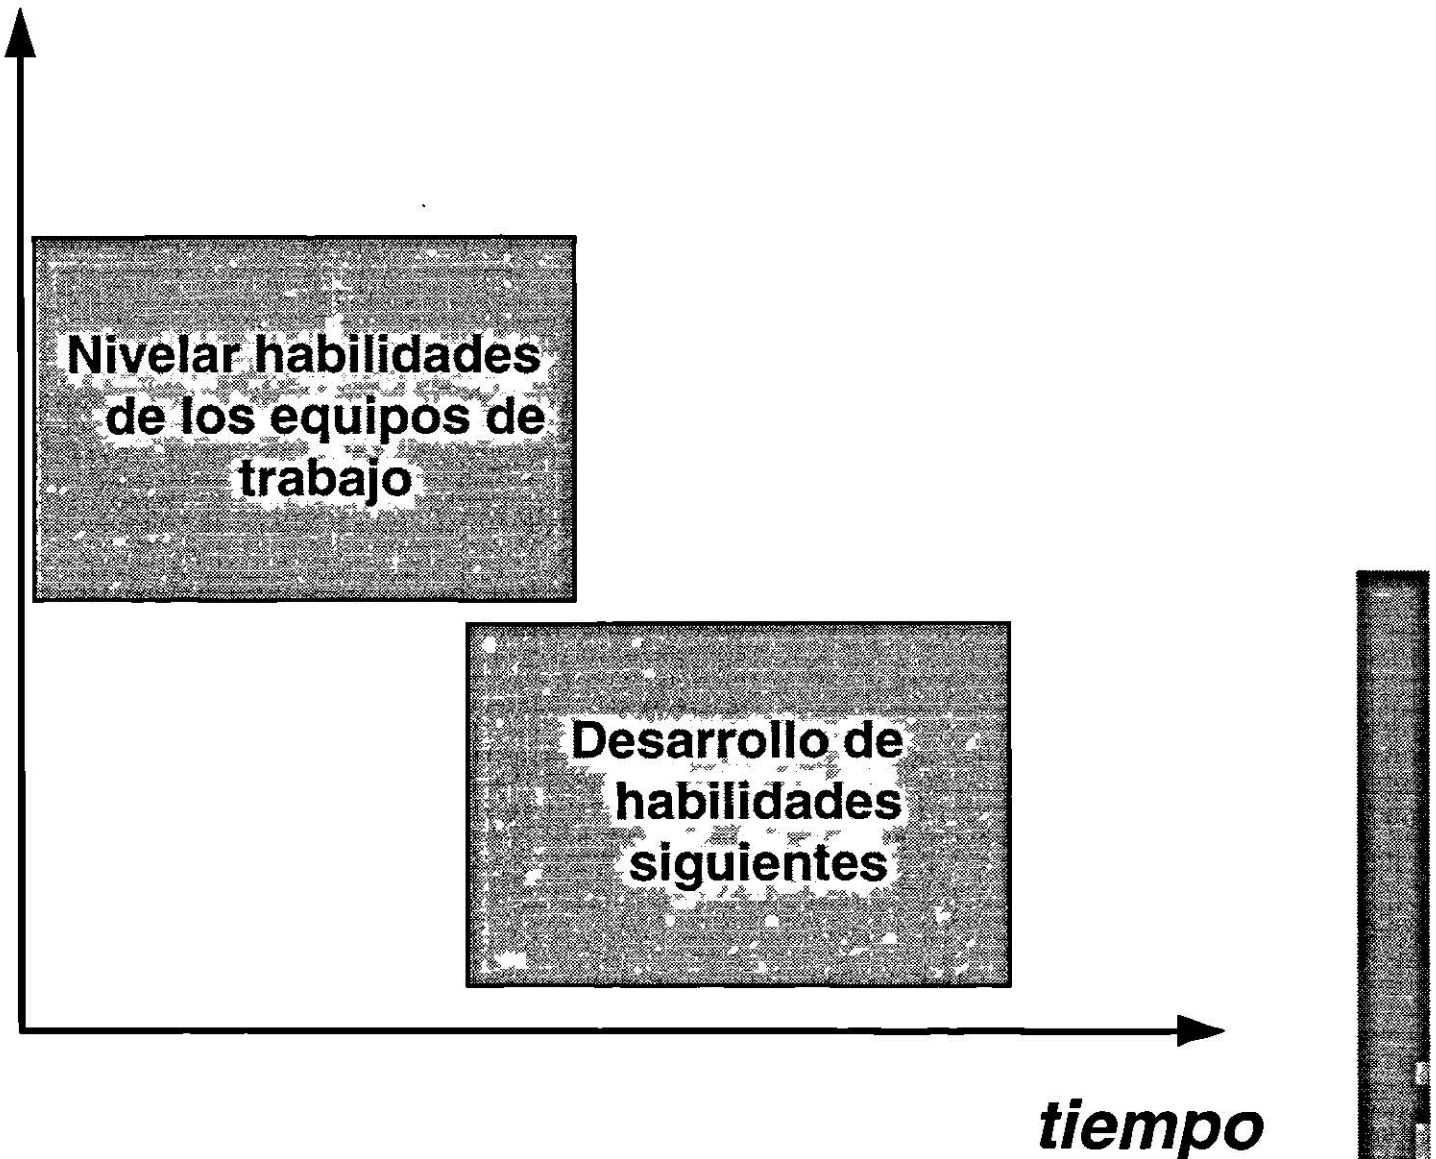 Nivelar habilidades
de los equipos de
trabajo
Desarrollo de
habilidades
siguientes
tiempo